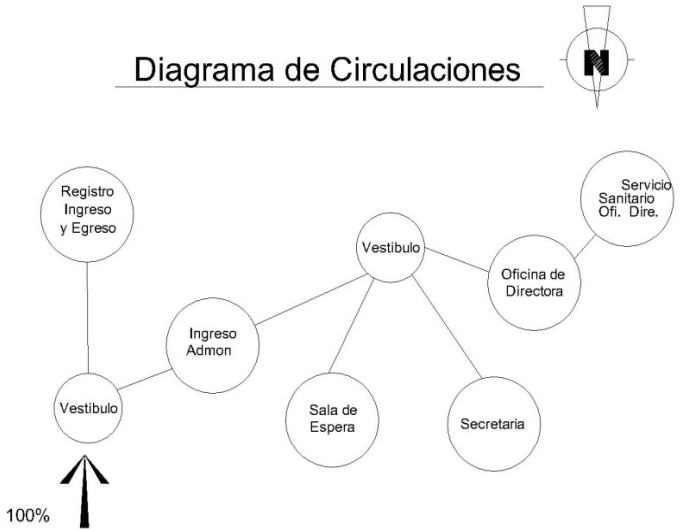 Diagrama de Circulaciones
N
Registro
Ingreso
y Egreso
Servicio
Sanitario
Ofi. Dire.
Vestibulo
Oficina de
Directora
Ingreso
Admon
Vestibulo
Sala de
Espera
Secretaria
100%